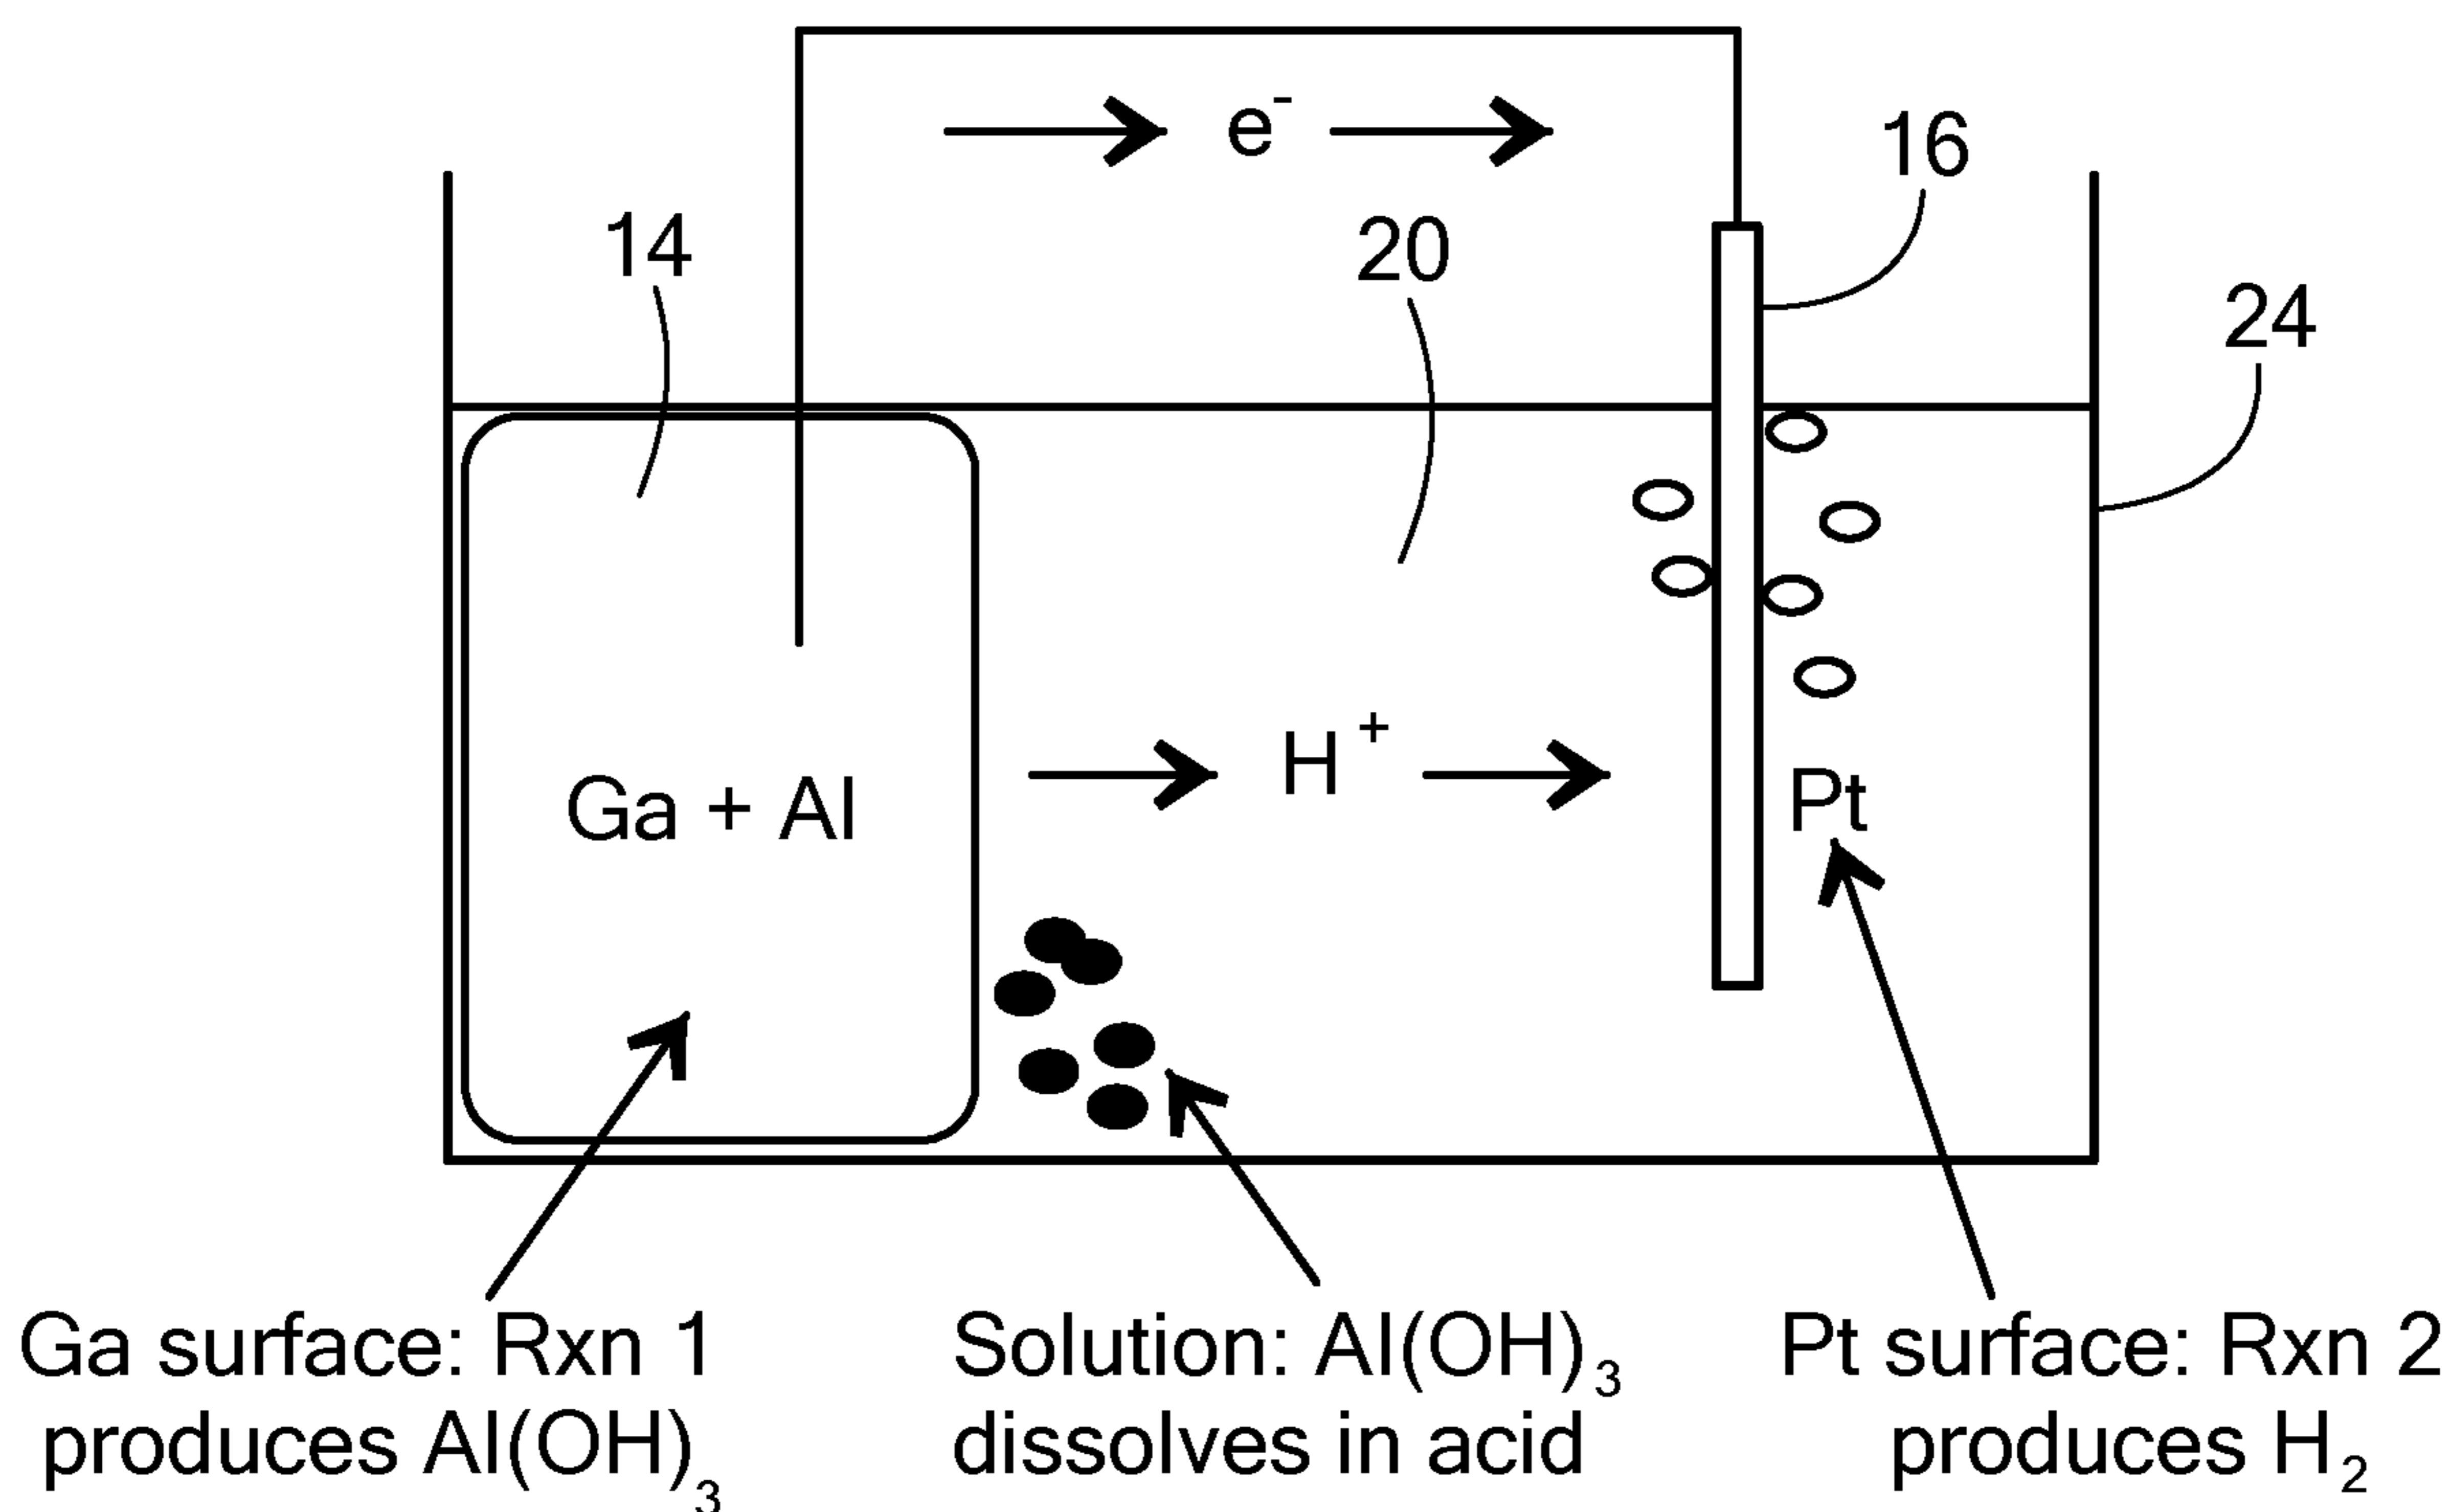 e⁻
16
14
20
24
H⁺
Ga + Al
Pt
Ga surface: Rxn 1
produces Al(OH)₃
Solution: Al(OH)₃
dissolves in acid
Pt surface: Rxn 2
produces H₂